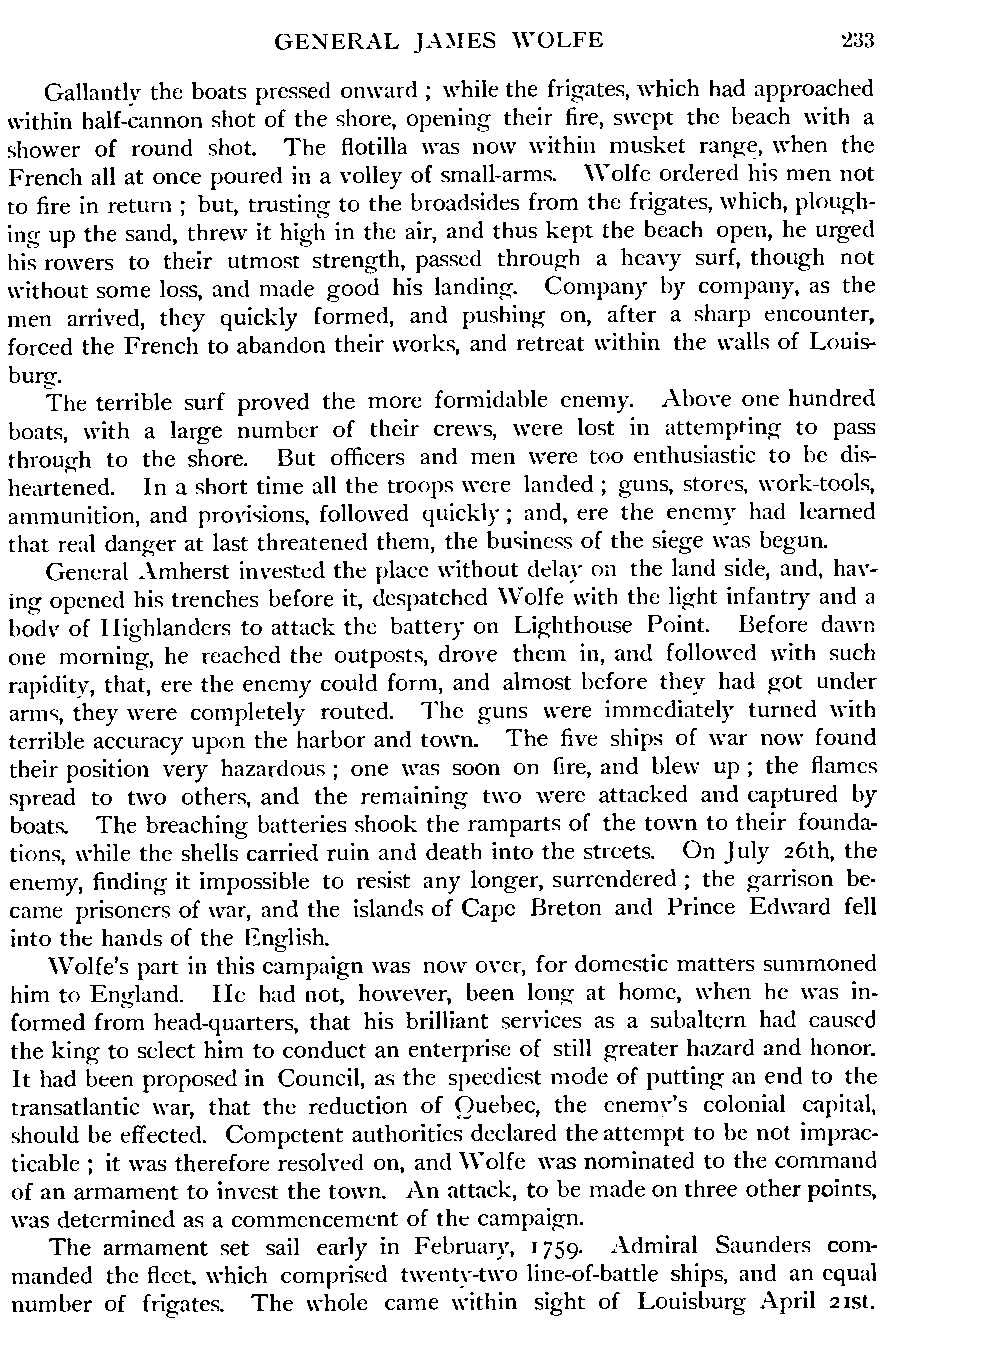 GENERAL JAMES WOLFE 233
Gallantly the boats pressed onward ; while the frigates, which had approached
within half-cannon shot of the shore, opening their fire, swept the beach with a
shower of round shot. The flotilla was now within musket range, when the
French all at once poured in a volley of small-arms. Wolfe ordered his men not
to fire in return ; but, trusting to the broadsides from the frigates, which, plough-
ing up the sand, threw it high in the air, and thus kept the beach open, he urged
his rowers to their utmost strength, passed through a heavy surf, though not
without some loss, and made good his landing. Company by company, as the
men arrived, they quickly formed, and pushing on, after a sharp encounter,
forced the French to abandon their works, and retreat within the walls of Louis-
burg.
The terrible surf proved the more formidable enemy. Above one hundred
boats, with a large number of their crews, were lost in attempting to pass
through to the shore. But officers and men were too enthusiastic to be dis-
heartened. In a short time all the troops were landed ; guns, stores, work-tools,
ammunition, and provisions, followed quickly ; and, ere the enemy had learned
that real danger at last threatened them, the business of the siege was begun.
General Amherst invested the place without delay on the land side, and, hav-
ing opened his trenches before it, despatched Wolfe with the light infantry and a
body of Highlanders to attack the battery on Lighthouse Point. Before dawn
one morning, he reached the outposts, drove them in, and followed with such
rapidity, that, ere the enemy could form, and almost before they had got under
arms, they were completely routed. The guns were immediately turned with
terrible accuracy upon the harbor and town. The five ships of war now found
their position very hazardous ; one was soon on fire, and blew up ; the flames
spread to two others, and the remaining two were attacked and captured by
boats. The breaching batteries shook the ramparts of the town to their founda-
tions, while the shells carried ruin and death into the streets. On July 26th, the
enemy, finding it impossible to resist any longer, surrendered ; the garrison be-
came prisoners of war, and the islands of Cape Breton and Prince Edward fell
into the hands of the English.
Wolfe's part in this campaign was now over, for domestic matters summoned
him to England. He had not, however, been long at home, when he was in-
formed from head-quarters, that his brilliant services as a subaltern had caused
the king to select him to conduct an enterprise of still greater hazard and honor.
It had been proposed in Council, as the speediest mode of putting an end to the
transatlantic war, that the reduction of Quebec, the enemy's colonial capital,
should be effected. Competent authorities declared the attempt to be not imprac-
ticable ; it was therefore resolved on, and Wolfe was nominated to the command
of an armament to invest the town. An attack, to be made on three other points,
was determined as a commencement of the campaign.
The armament set sail early in February, 1759. Admiral Saunders com-
manded the fleet, which comprised twenty-two line-of-battle ships, and an equal
number of frigates. The whole came within sight of Louisburg April 21st.